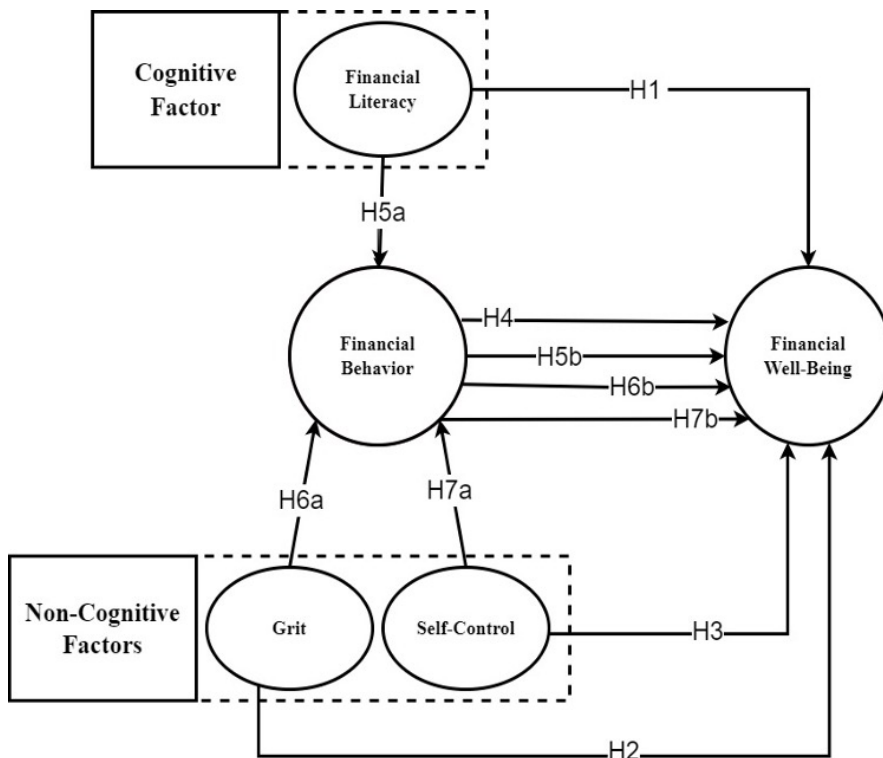 Cognitive
Factor
Financial
Literacy
H1
H5a
Financial
Behavior
H4
H5b
H6b
H7b
Financial
Well-Being
H6a
H7a
Non-Cognitive
Factors
Grit
Self-Control
H3
H2